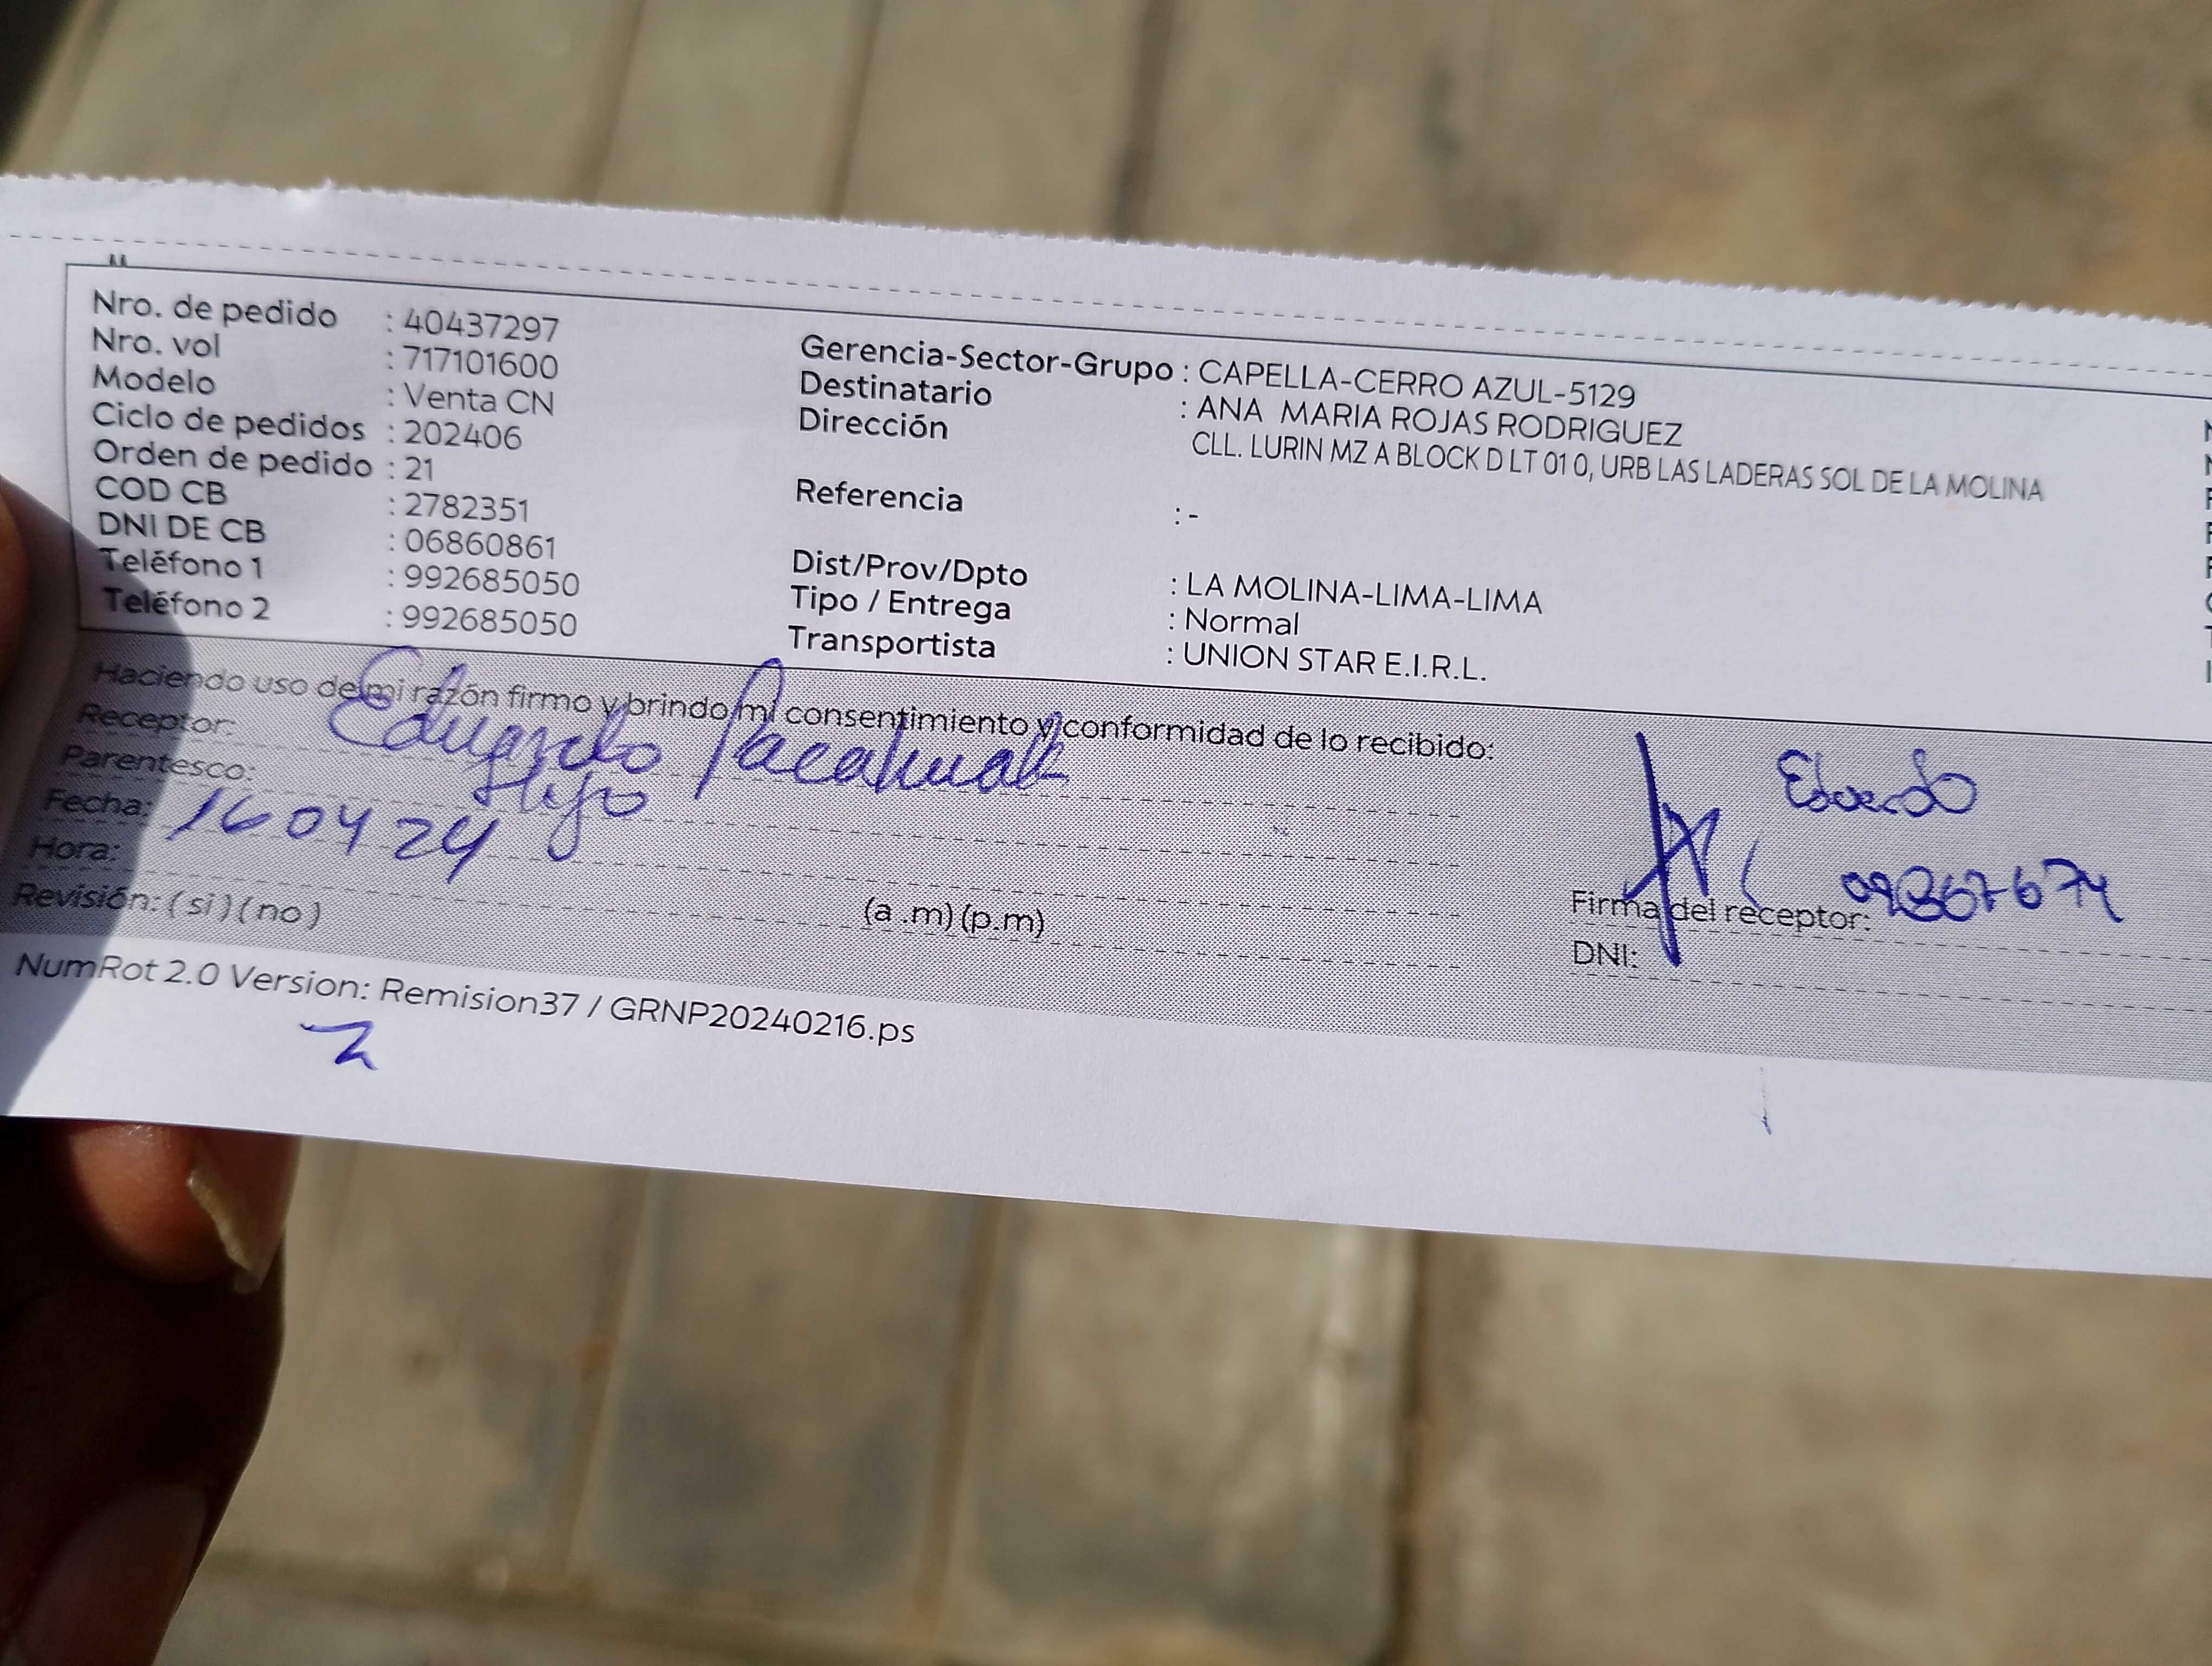 Nro. de pedido : 40437297
Nro. vol : 717101600
Modelo : Venta CN
Ciclo de pedidos : 202406
Orden de pedido : 21
COD CB : 2782351
DNI DE CB : 06860861
Teléfono 1 : 992685050
Teléfono 2 : 992685050
Gerencia-Sector-Grupo : CAPELLA-CERRO AZUL-5129
Destinatario : ANA MARIA ROJAS RODRIGUEZ
Dirección CLL. LURIN MZ A BLOCK D LT 01 0, URB LAS LADERAS SOL DE LA MOLINA
Referencia : -
Dist/Prov/Dpto : LA MOLINA-LIMA-LIMA
Tipo / Entrega : Normal
Transportista : UNION STAR E.I.R.L.
Haciendo uso de mi razón firmo y brindo mi consentimiento y conformidad de lo recibido:
Receptor: Eduardo
Parentesco: Hijo
Fecha: 16 04 24
Hora: (a .m) (p.m)
Revisión: ( si ) ( no )
Eduardo
Firma del receptor:
DNI:
NumRot 2.0 Version: Remision37 / GRNP20240216.ps